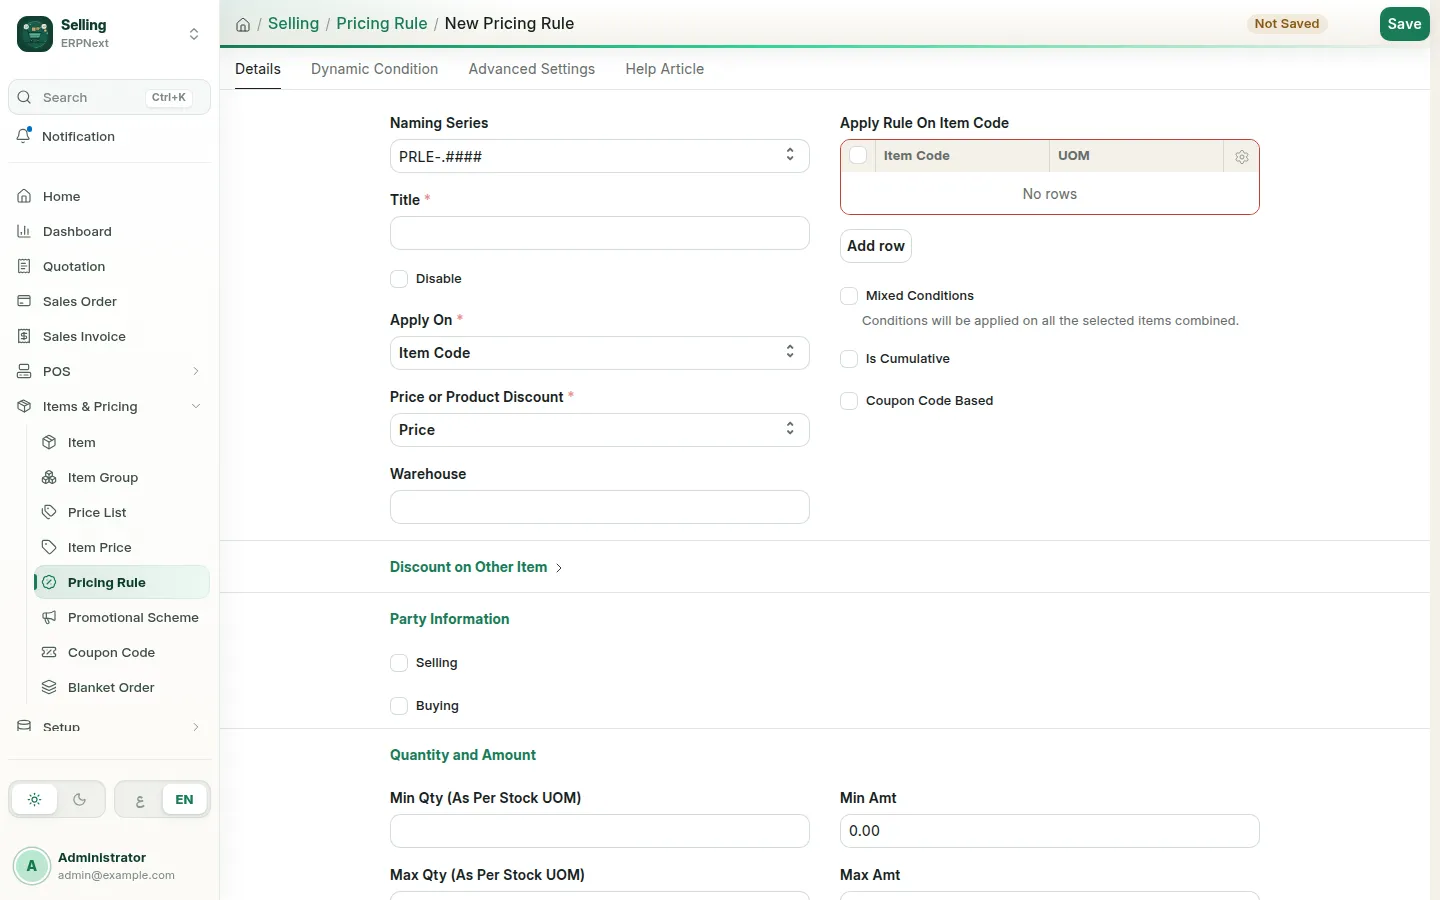 Selling
ERPNext
Search
Ctrl+K
Notification
Home
Dashboard
Quotation
Sales Order
Sales Invoice
POS
Items & Pricing
Item
Item Group
Price List
Item Price
Pricing Rule
Promotional Scheme
Coupon Code
Blanket Order
Setup
ع
EN
A
Administrator
admin@example.com
/ Selling / Pricing Rule / New Pricing Rule
Not Saved
Save
Details
Dynamic Condition
Advanced Settings
Help Article
Naming Series
PRLE-.####
Title *
Disable
Apply On *
Item Code
Price or Product Discount *
Price
Warehouse
Apply Rule On Item Code
Item Code
UOM
No rows
Add row
Mixed Conditions
Conditions will be applied on all the selected items combined.
Is Cumulative
Coupon Code Based
Discount on Other Item
Party Information
Selling
Buying
Quantity and Amount
Min Qty (As Per Stock UOM)
Min Amt
0.00
Max Qty (As Per Stock UOM)
Max Amt